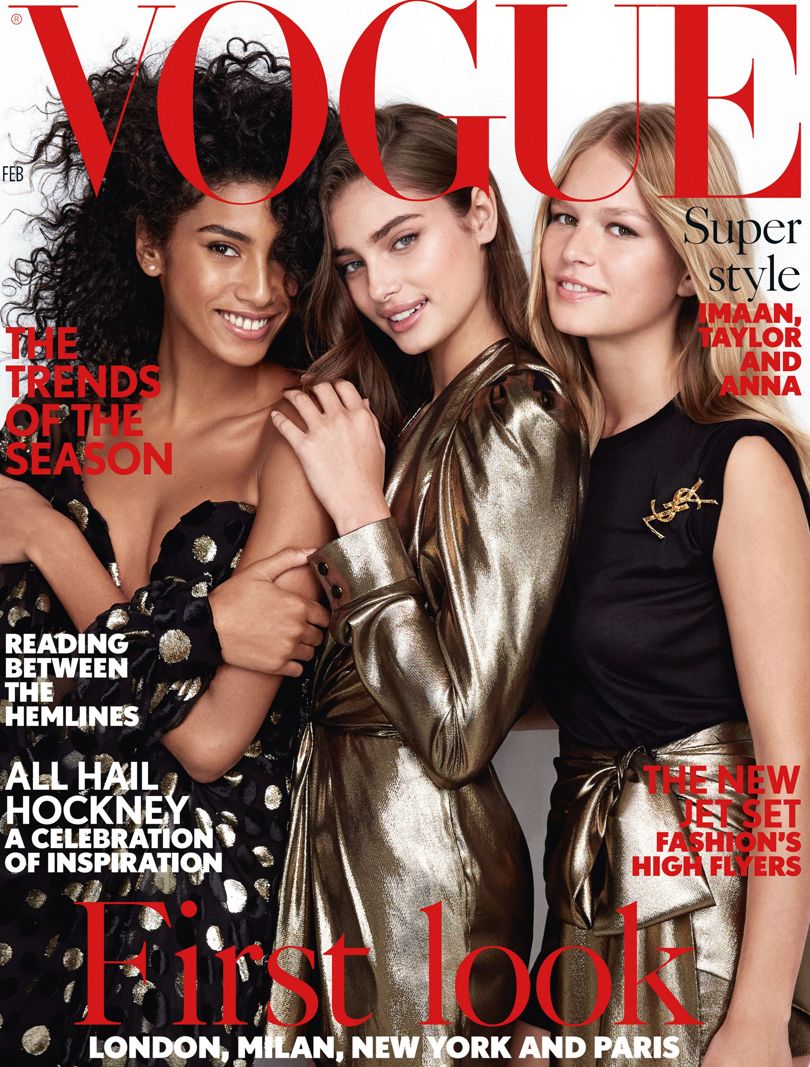 ®
VOGUE
FEB
Super
style
IMAAN,
TAYLOR
AND
ANNA
THE
TRENDS
OF THE
SEASON
READING
BETWEEN
THE
HEMLINES
ALL HAIL
HOCKNEY
A CELEBRATION
OF INSPIRATION
THE NEW
JET SET
FASHION'S
HIGH FLYERS
First look
LONDON, MILAN, NEW YORK AND PARIS
YSL